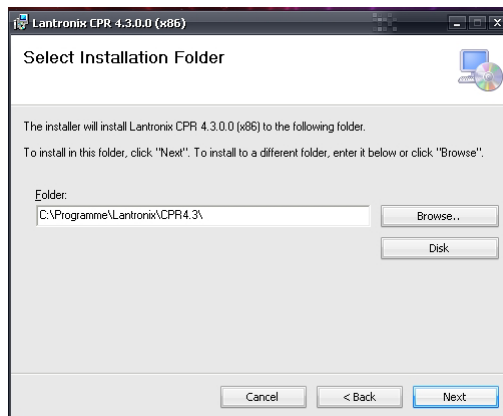 Lantronix CPR 4.3.0.0 (x86)
Select Installation Folder
The installer will install Lantronix CPR 4.3.0.0 (x86) to the following folder.
To install in this folder, click "Next". To install to a different folder, enter it below or click "Browse".
Folder:
C:\Programme\Lantronix\CPR4.3\
Browse..
Disk
Cancel
< Back
Next